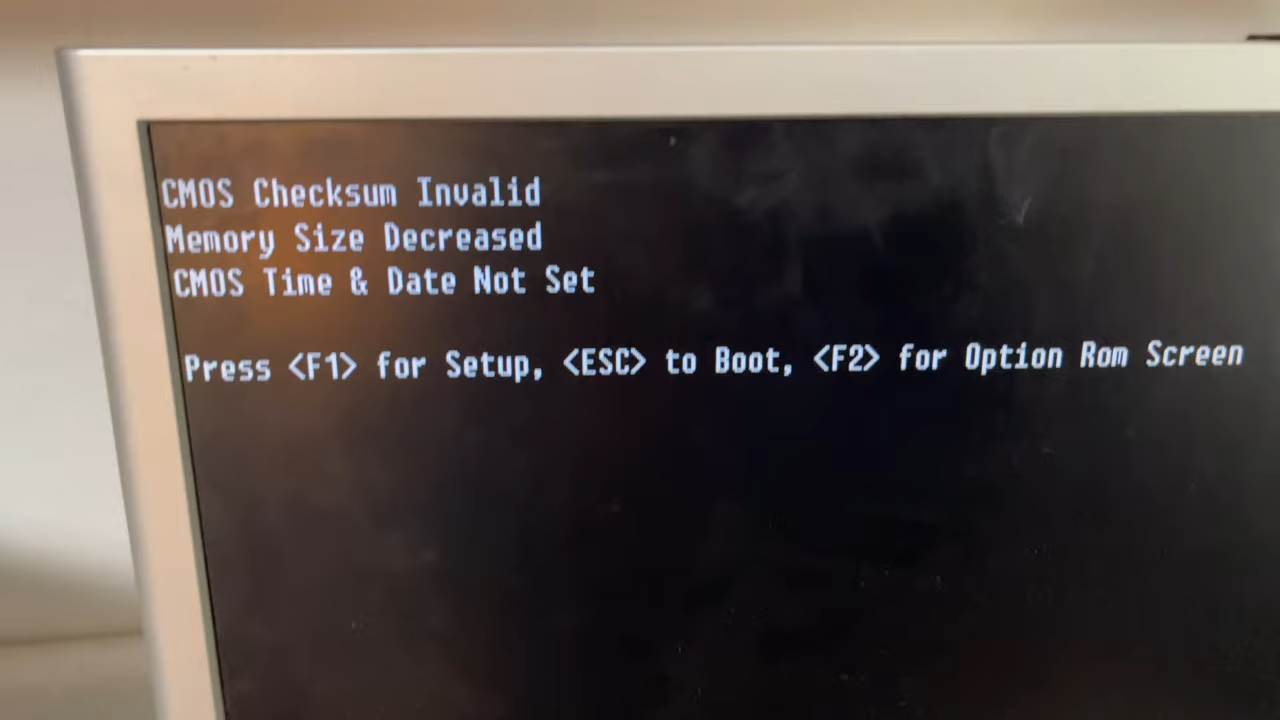 CMOS Checksum Invalid
Memory Size Decreased
CMOS Time & Date Not Set
Press <F1> for Setup, <ESC> to Boot, <F2> for Option Rom Screen